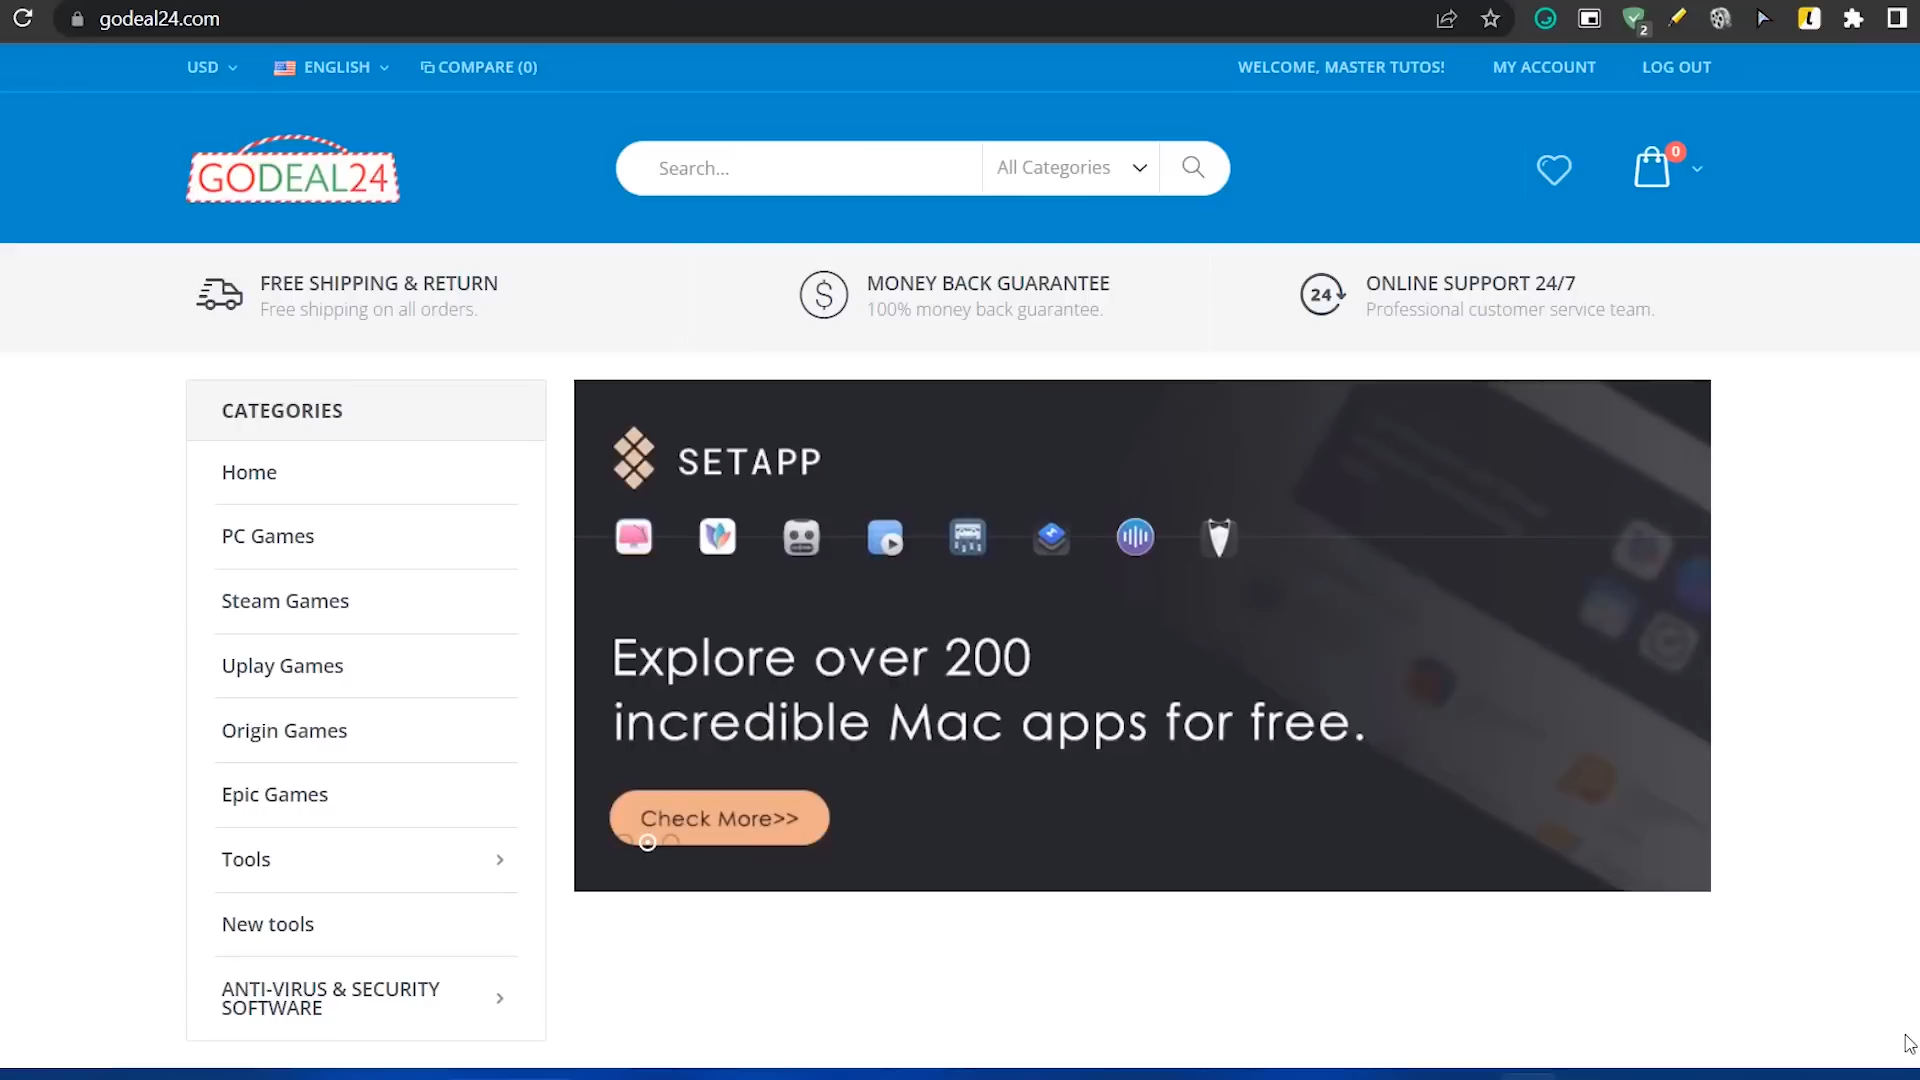 godeal24.com
2
USD
ENGLISH
COMPARE (0)
WELCOME, MASTER TUTOS!
MY ACCOUNT
LOG OUT
GODEAL24
Search...
All Categories
0
FREE SHIPPING & RETURN
Free shipping on all orders.
MONEY BACK GUARANTEE
100% money back guarantee.
24
ONLINE SUPPORT 24/7
Professional customer service team.
CATEGORIES
Home
PC Games
Steam Games
Uplay Games
Origin Games
Epic Games
Tools
New tools
ANTI-VIRUS & SECURITY
SOFTWARE
SETAPP
Explore over 200
incredible Mac apps for free.
Check More>>